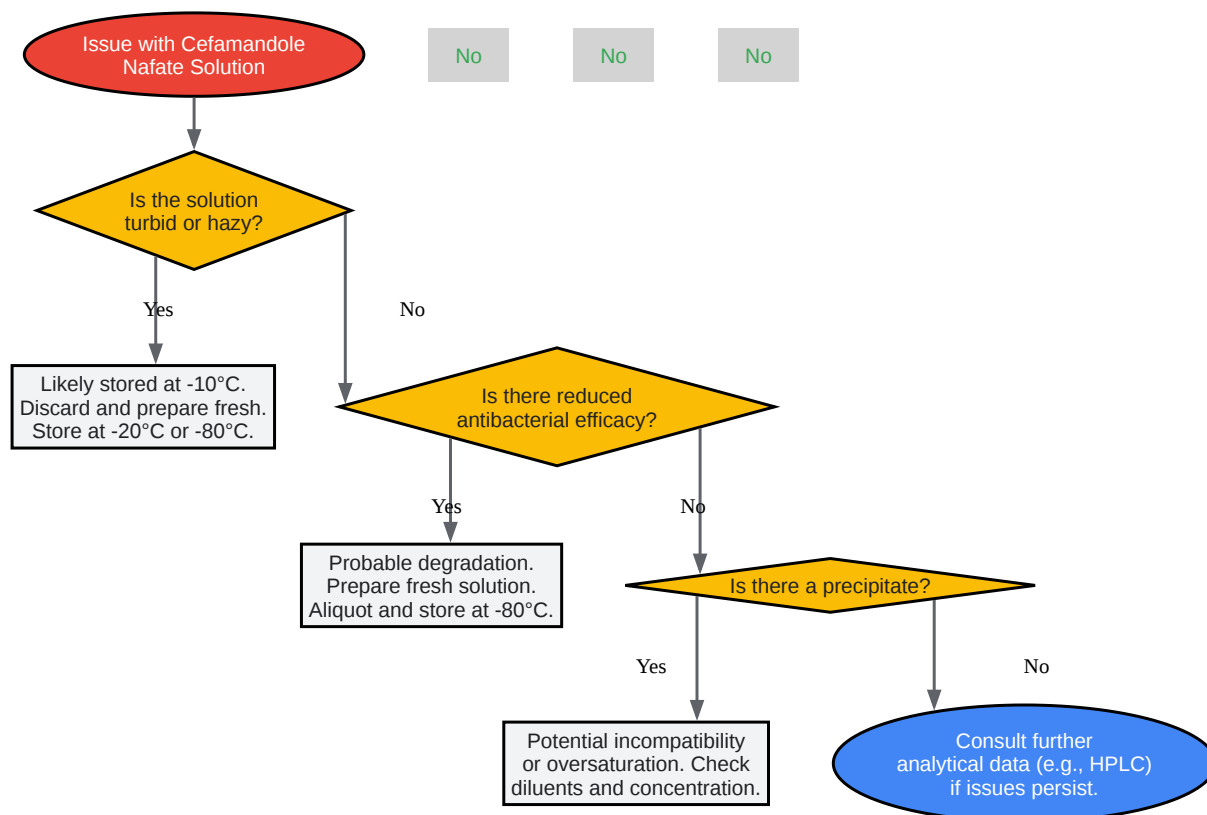 Issue with Cefamandole
Nafate Solution
No
No
No
Is the solution
turbid or hazy?
Yes
No
Likely stored at -10°C.
Discard and prepare fresh.
Store at -20°C or -80°C.
Is there reduced
antibacterial efficacy?
Yes
No
Probable degradation.
Prepare fresh solution.
Aliquot and store at -80°C.
Is there a precipitate?
Yes
No
Potential incompatibility
or oversaturation. Check
diluents and concentration.
Consult further
analytical data (e.g., HPLC)
if issues persist.